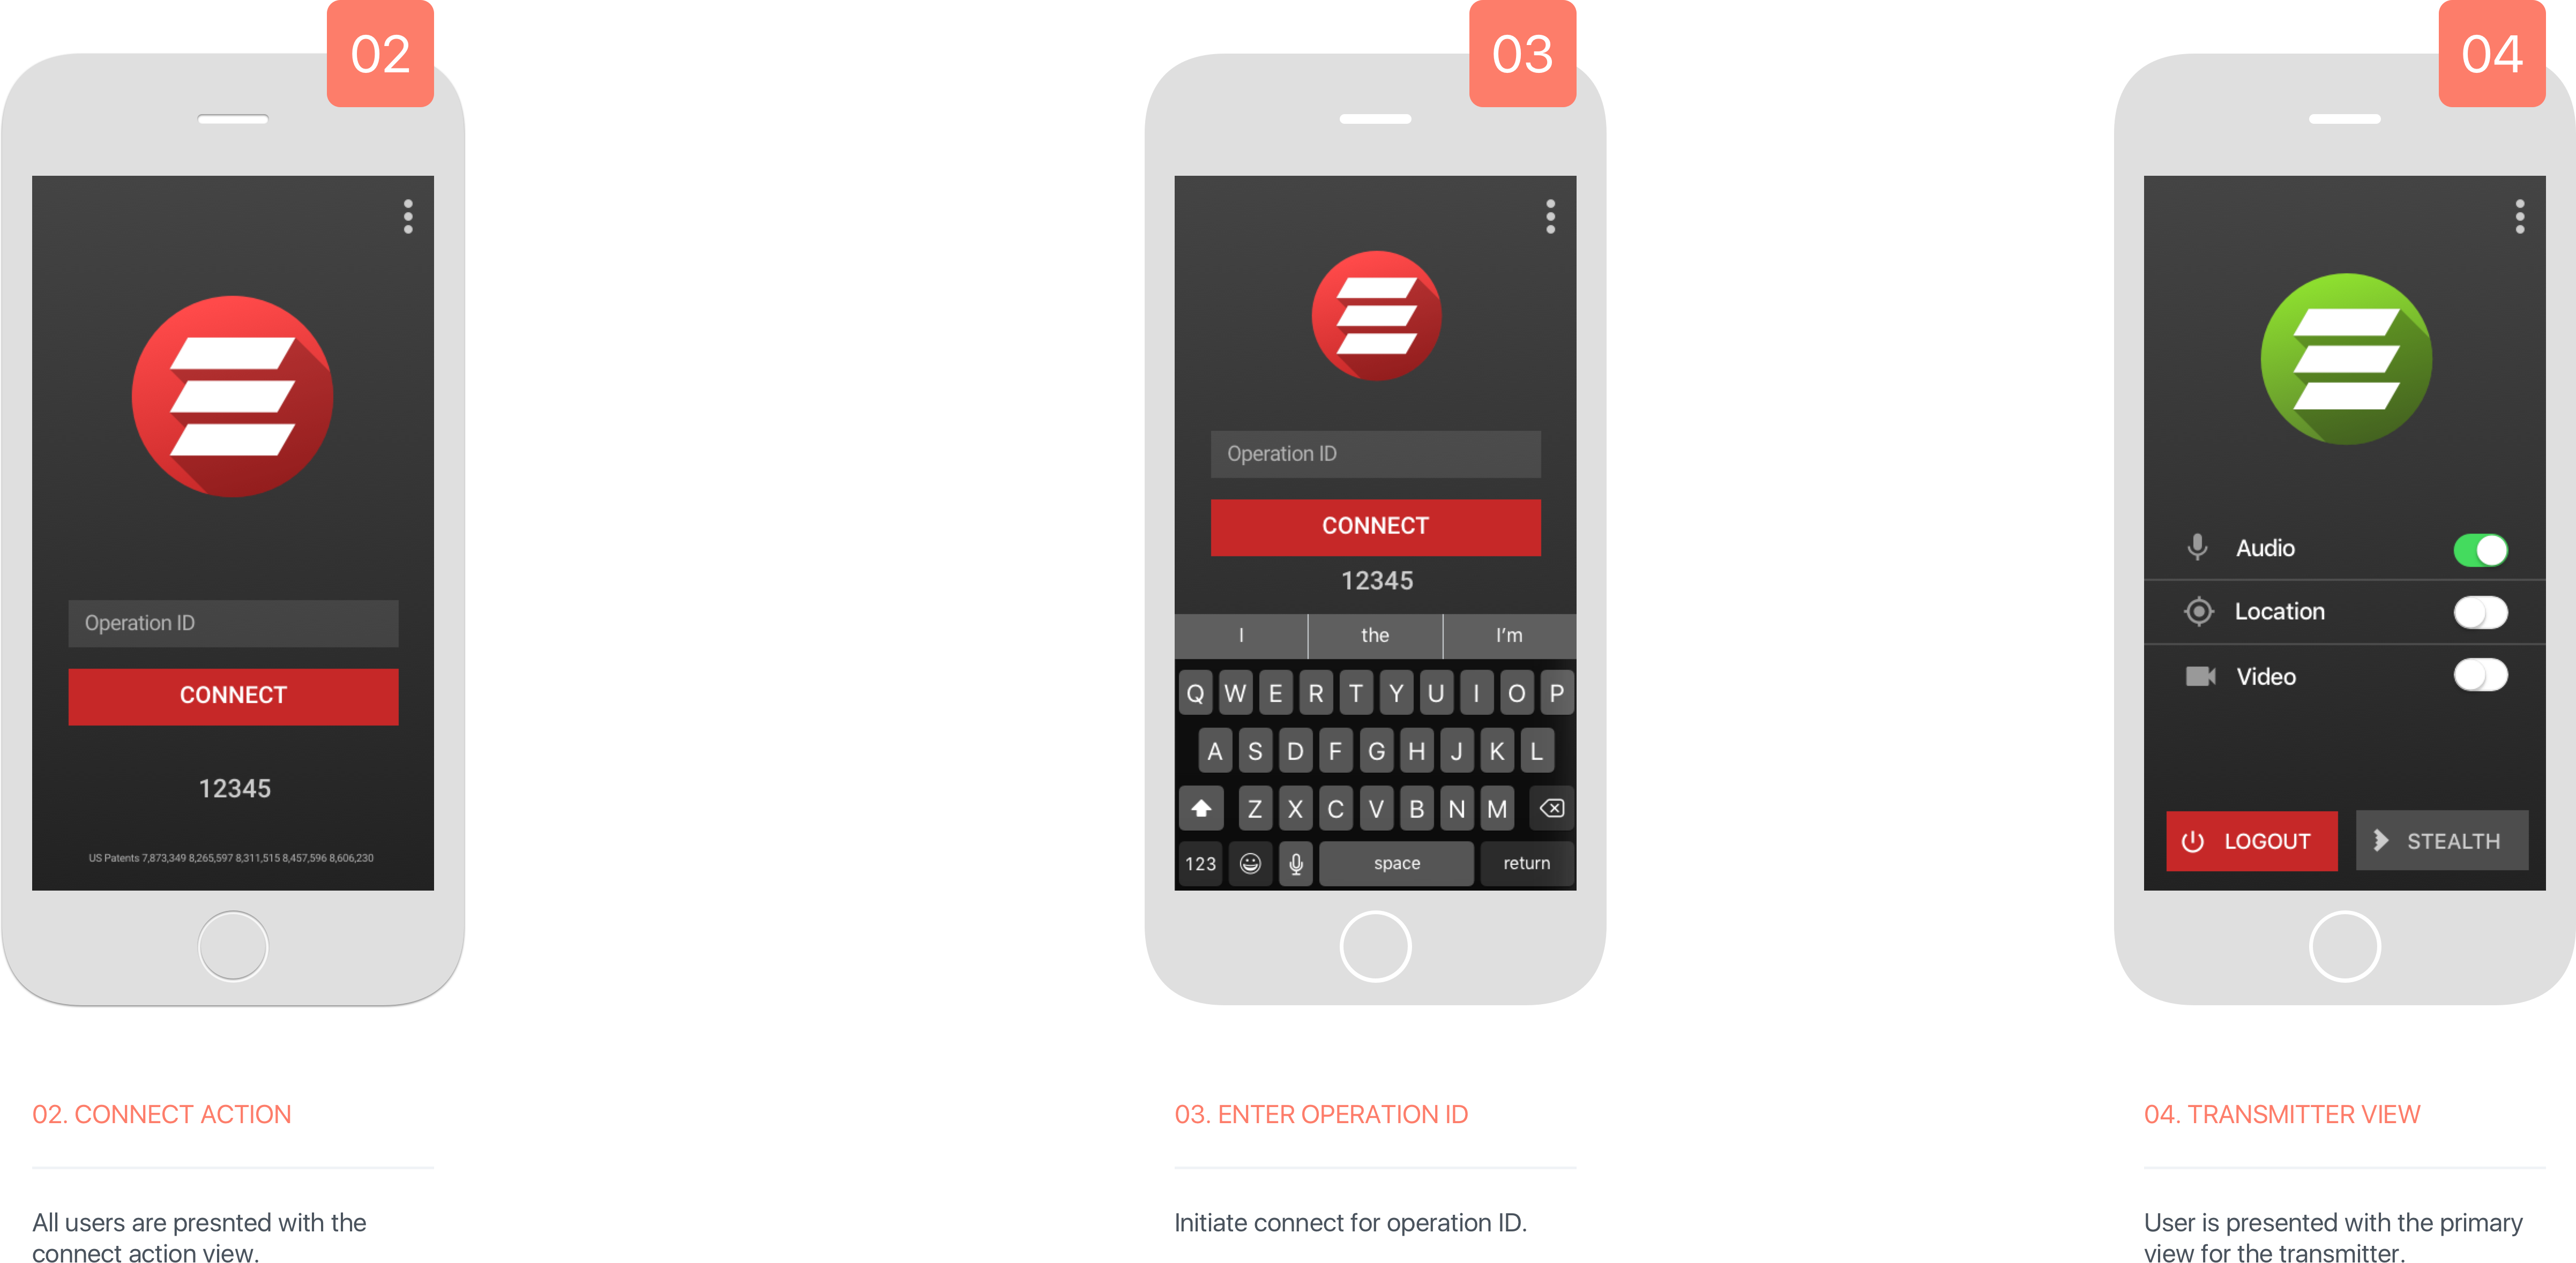 02
Operation ID
CONNECT
12345
US Patents 7,873,349 8,265,597 8,311,515 8,457,596 8,606,230
02. CONNECT ACTION
All users are presnted with the
connect action view.
03
Operation ID
CONNECT
12345
I the I'm
Q W E R T Y U I O P
A S D F G H J K L
Z X C V B N M
123 space return
03. ENTER OPERATION ID
Initiate connect for operation ID.
04
Audio
Location
Video
LOGOUT STEALTH
04. TRANSMITTER VIEW
User is presented with the primary
view for the transmitter.